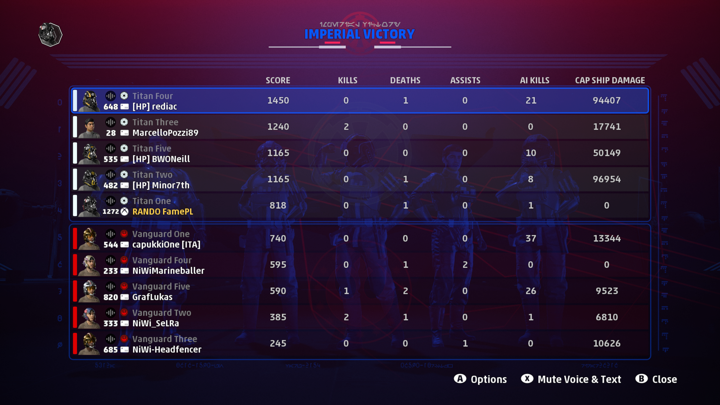 IMPERIAL VICTORY
SCORE KILLS DEATHS ASSISTS AI KILLS CAP SHIP DAMAGE
Titan Four
648 [HP] rediac 1450 0 1 0 21 94407
Titan Three
28 MarcelloPozzi89 1240 2 0 0 0 17741
Titan Five
535 [HP] BWONeill 1165 0 0 0 10 50149
Titan Two
482 [HP] Minor7th 1165 0 1 0 8 96954
Titan One
1272 RANDO FamePL 818 0 1 0 1 0
Vanguard One
544 capukkiOne [ITA] 740 0 0 0 37 13344
Vanguard Four
233 NiWiMarineballer 595 0 1 2 0 0
Vanguard Five
820 GrafLukas 590 1 2 0 26 9523
Vanguard Two
333 NiWi_SeLRa 385 2 1 0 1 6810
Vanguard Three
685 NiWi-Headfencer 245 0 0 1 0 10626
A Options X Mute Voice & Text B Close